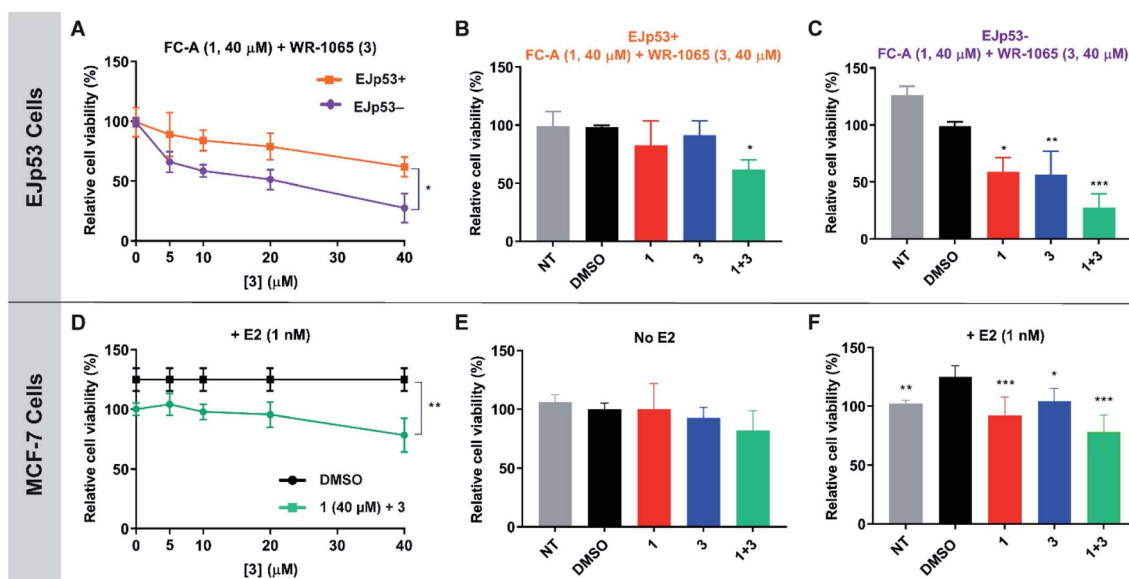 EJp53 Cells
A
FC-A (1, 40 µM) + WR-1065 (3)
EJp53+
EJp53–
Relative cell viability (%)
150
100
50
0
*
0 5 10 20 30 40
[3] (µM)
B
EJp53+
FC-A (1, 40 µM) + WR-1065 (3, 40 µM)
Relative cell viability (%)
150
100
50
0
*
NT DMSO 1 3 1+3
C
EJp53-
FC-A (1, 40 µM) + WR-1065 (3, 40 µM)
Relative cell viability (%)
150
100
50
0
* ** ***
NT DMSO 1 3 1+3
MCF-7 Cells
D
+ E2 (1 nM)
Relative cell viability (%)
150
100
50
0
**
DMSO
1 (40 µM) + 3
0 5 10 20 30 40
[3] (µM)
E
No E2
Relative cell viability (%)
150
100
50
0
NT DMSO 1 3 1+3
F
+ E2 (1 nM)
Relative cell viability (%)
150
100
50
0
** *** * ***
NT DMSO 1 3 1+3